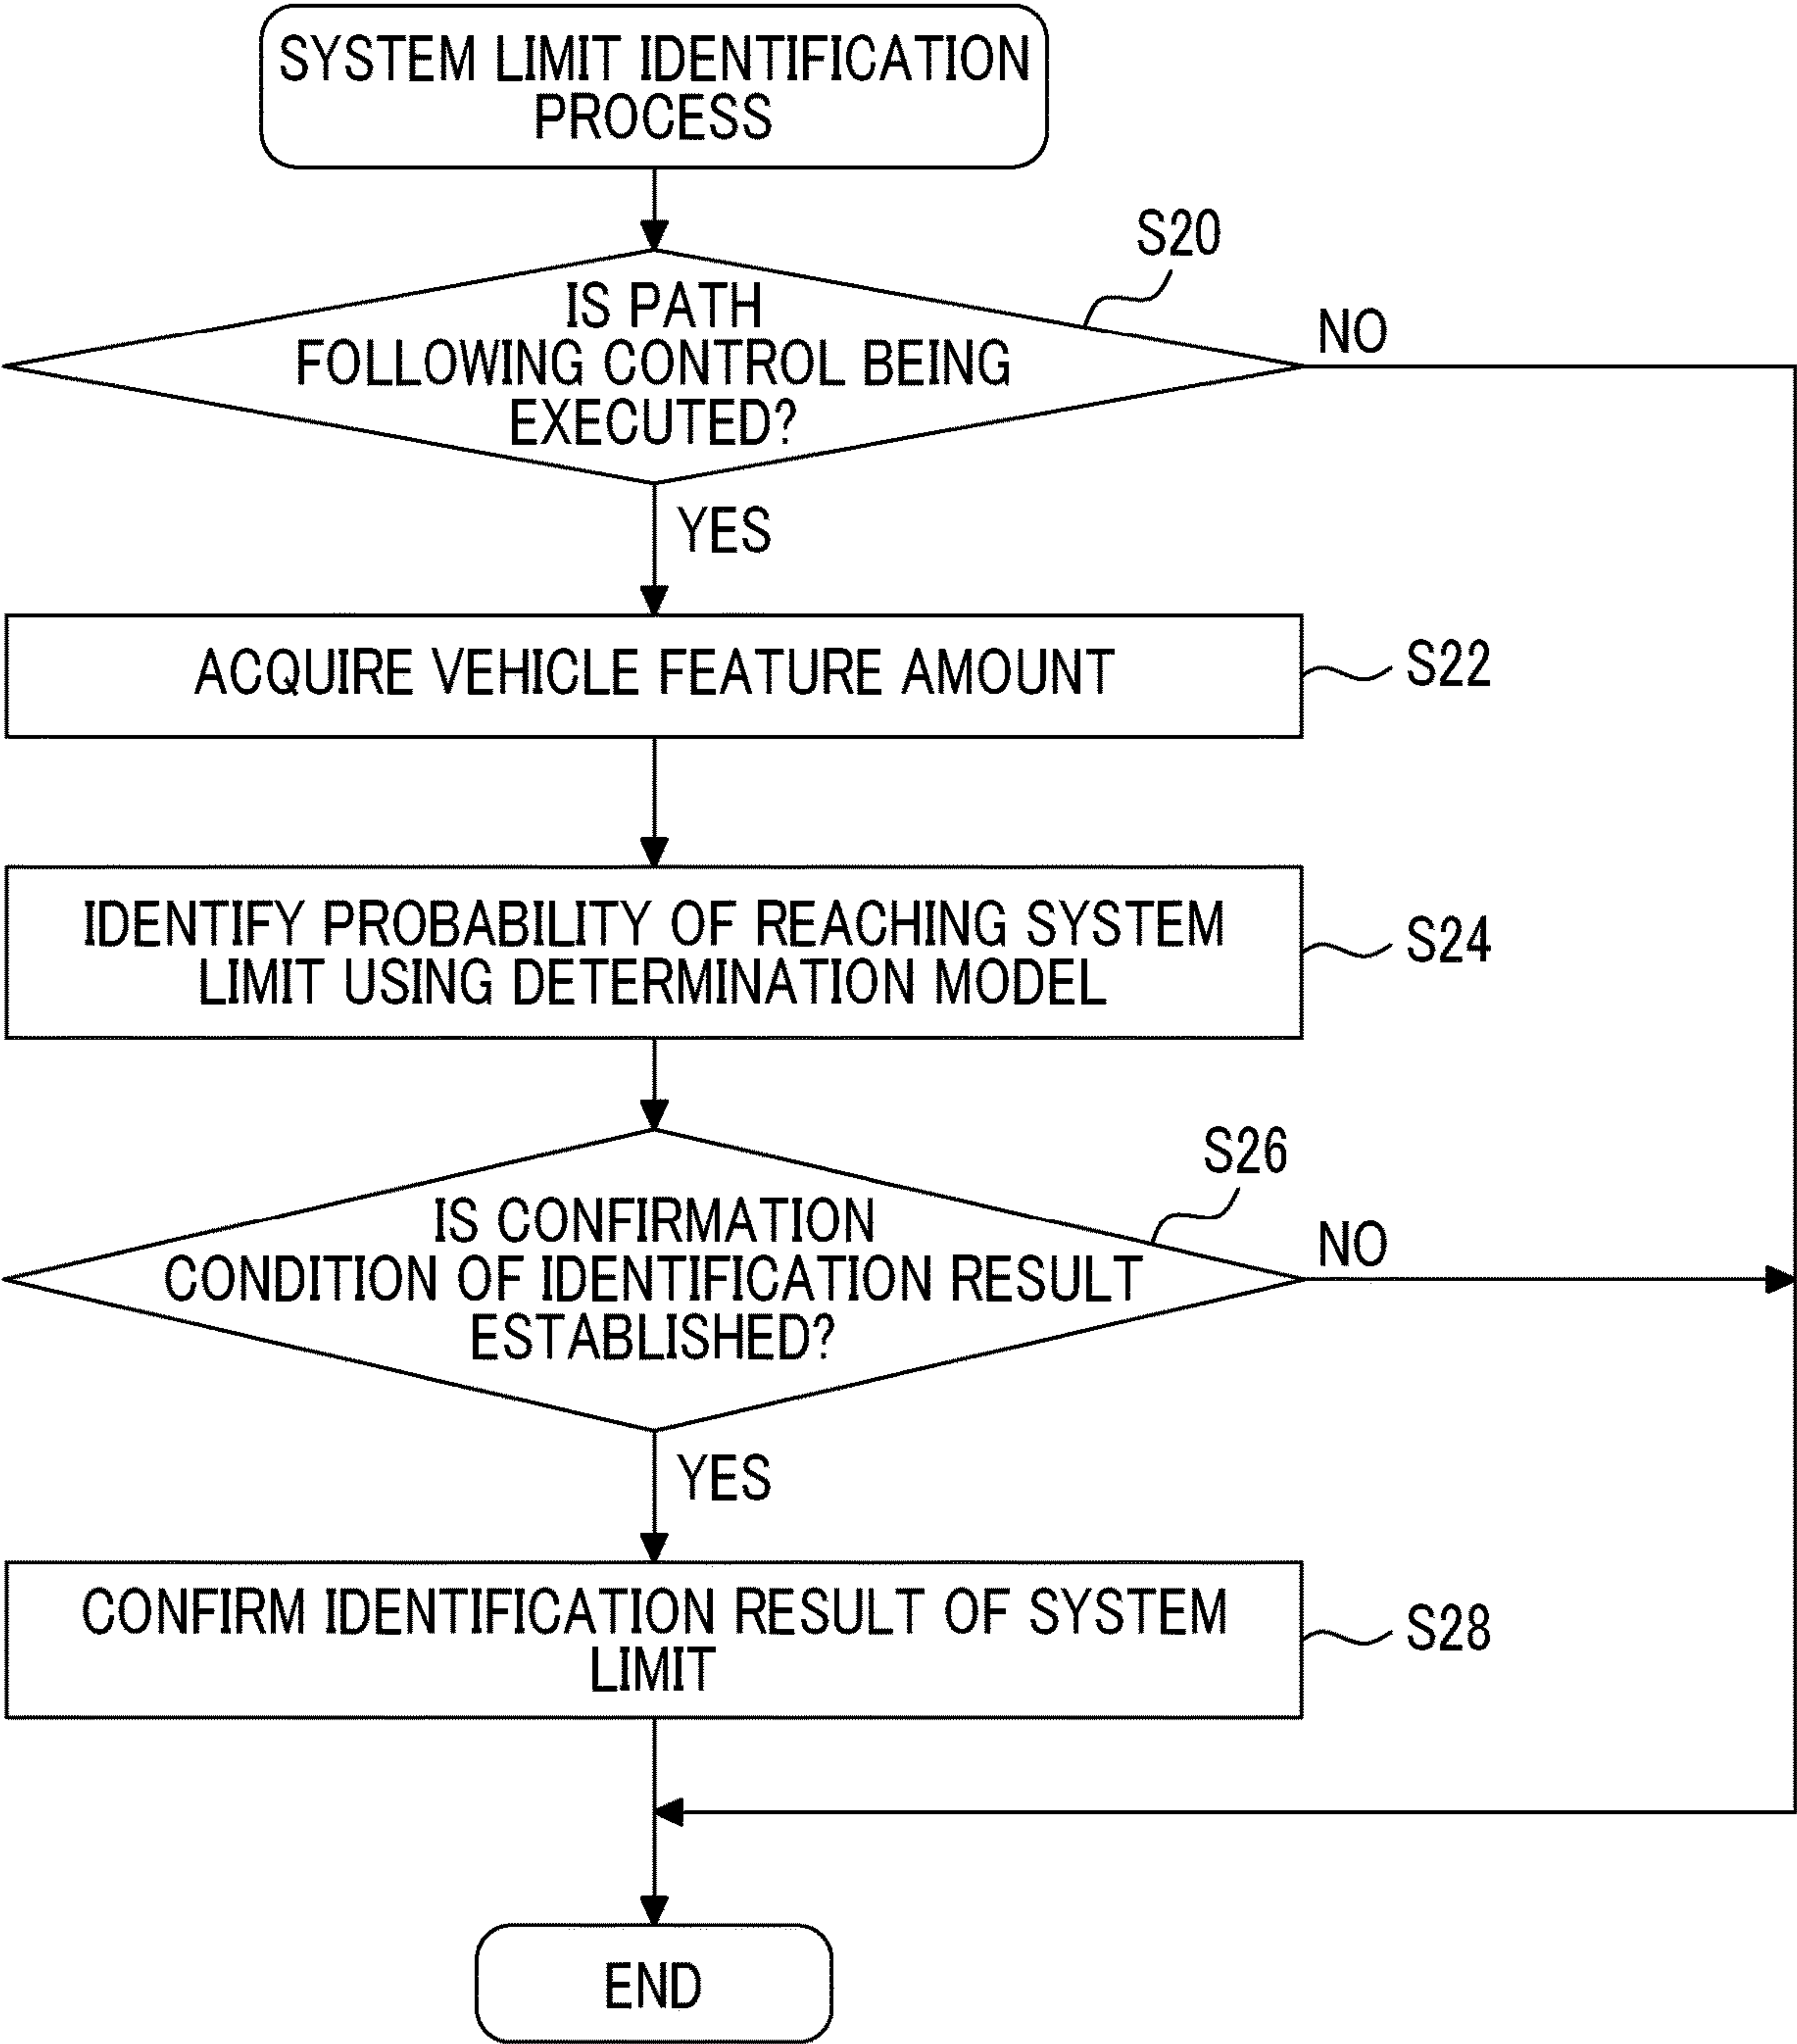 SYSTEM LIMIT IDENTIFICATION
PROCESS
S20
IS PATH
FOLLOWING CONTROL BEING
EXECUTED?
NO
YES
ACQUIRE VEHICLE FEATURE AMOUNT
S22
IDENTIFY PROBABILITY OF REACHING SYSTEM
LIMIT USING DETERMINATION MODEL
S24
S26
IS CONFIRMATION
CONDITION OF IDENTIFICATION RESULT
ESTABLISHED?
NO
YES
CONFIRM IDENTIFICATION RESULT OF SYSTEM
LIMIT
S28
END